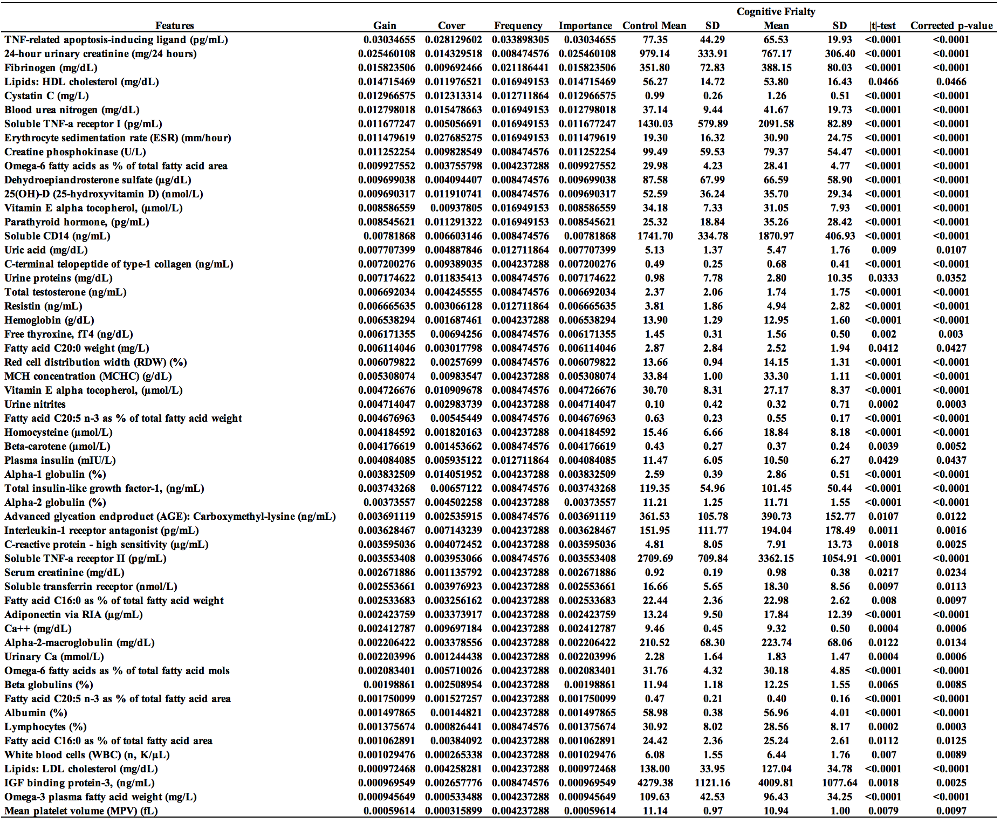 Cognitive Frialty
Features Gain Cover Frequency Importance Control Mean SD Mean SD |t|-test Corrected p-value
TNF-related apoptosis-inducing ligand (pg/mL) 0.03034655 0.028129602 0.033898305 0.03034655 77.35 44.29 65.53 19.93 <0.0001 <0.0001
24-hour urinary creatinine (mg/24 hours) 0.025460108 0.014329518 0.008474576 0.025460108 979.14 333.91 767.17 306.40 <0.0001 <0.0001
Fibrinogen (mg/dL) 0.015823506 0.009692466 0.021186441 0.015823506 351.80 72.83 388.15 80.03 <0.0001 <0.0001
Lipids: HDL cholesterol (mg/dL) 0.014715469 0.011976521 0.016949153 0.014715469 56.27 14.72 53.80 16.43 0.0466 0.0466
Cystatin C (mg/L) 0.012966575 0.012313314 0.012711864 0.012966575 0.99 0.26 1.26 0.51 <0.0001 <0.0001
Blood urea nitrogen (mg/dL) 0.012798018 0.015478663 0.016949153 0.012798018 37.14 9.44 41.67 19.73 <0.0001 <0.0001
Soluble TNF-a receptor I (pg/mL) 0.011677247 0.005056691 0.016949153 0.011677247 1430.03 579.89 2091.58 82.89 <0.0001 <0.0001
Erythrocyte sedimentation rate (ESR) (mm/hour) 0.011479619 0.027685275 0.016949153 0.011479619 19.30 16.32 30.90 24.75 <0.0001 <0.0001
Creatine phosphokinase (U/L) 0.011252254 0.009828549 0.008474576 0.011252254 99.49 59.53 79.37 54.47 <0.0001 <0.0001
Omega-6 fatty acids as % of total fatty acid area 0.009927552 0.003755798 0.004237288 0.009927552 29.98 4.23 28.41 4.77 <0.0001 <0.0001
Dehydroepiandrosterone sulfate (µg/dL) 0.009699038 0.004094407 0.008474576 0.009699038 87.58 67.99 66.59 58.90 <0.0001 <0.0001
25(OH)-D (25-hydroxyvitamin D) (nmol/L) 0.009690317 0.011910741 0.008474576 0.009690317 52.59 36.24 35.70 29.34 <0.0001 <0.0001
Vitamin E alpha tocopherol, (µmol/L) 0.008586559 0.00937805 0.016949153 0.008586559 34.18 7.33 31.05 7.93 <0.0001 <0.0001
Parathyroid hormone, (pg/mL) 0.008545621 0.011291322 0.016949153 0.008545621 25.32 18.84 35.26 28.42 <0.0001 <0.0001
Soluble CD14 (ng/mL) 0.00781868 0.006603146 0.008474576 0.00781868 1741.70 334.78 1870.97 406.93 <0.0001 <0.0001
Uric acid (mg/dL) 0.007707399 0.004887846 0.012711864 0.007707399 5.13 1.37 5.47 1.76 0.009 0.0107
C-terminal telopeptide of type-1 collagen (ng/mL) 0.007200276 0.009389035 0.004237288 0.007200276 0.49 0.25 0.68 0.41 <0.0001 <0.0001
Urine proteins (mg/dL) 0.007174622 0.011835413 0.008474576 0.007174622 0.98 7.78 2.80 10.35 0.0333 0.0352
Total testosterone (ng/mL) 0.006692034 0.004245555 0.008474576 0.006692034 2.37 2.06 1.74 1.75 <0.0001 <0.0001
Resistin (ng/mL) 0.006665635 0.003066128 0.012711864 0.006665635 3.81 1.86 4.94 2.82 <0.0001 <0.0001
Hemoglobin (g/dL) 0.006538294 0.001687461 0.004237288 0.006538294 13.90 1.29 12.95 1.60 <0.0001 <0.0001
Free thyroxine, fT4 (ng/dL) 0.006171355 0.00694256 0.008474576 0.006171355 1.45 0.31 1.56 0.50 0.002 0.003
Fatty acid C20:0 weight (mg/L) 0.006114046 0.003017798 0.008474576 0.006114046 2.87 2.84 2.52 1.94 0.0412 0.0427
Red cell distribution width (RDW) (%) 0.006079822 0.00257699 0.008474576 0.006079822 13.66 0.94 14.15 1.31 <0.0001 <0.0001
MCH concentration (MCHC) (g/dL) 0.005308074 0.00983547 0.004237288 0.005308074 33.84 1.00 33.30 1.11 <0.0001 <0.0001
Vitamin E alpha tocopherol, (µmol/L) 0.004726676 0.010909678 0.008474576 0.004726676 30.70 8.31 27.17 8.37 <0.0001 <0.0001
Urine nitrites 0.004714047 0.002983739 0.004237288 0.004714047 0.10 0.42 0.32 0.71 0.0002 0.0003
Fatty acid C20:5 n-3 as % of total fatty acid weight 0.004676963 0.00545449 0.008474576 0.004676963 0.63 0.23 0.55 0.17 <0.0001 <0.0001
Homocysteine (µmol/L) 0.004184592 0.001820163 0.004237288 0.004184592 15.46 6.66 18.84 8.18 <0.0001 <0.0001
Beta-carotene (µmol/L) 0.004176619 0.001453662 0.008474576 0.004176619 0.43 0.27 0.37 0.24 0.0039 0.0052
Plasma insulin (mIU/L) 0.004084085 0.005935122 0.012711864 0.004084085 11.47 6.05 10.50 6.27 0.0429 0.0437
Alpha-1 globulin (%) 0.003832509 0.014051952 0.004237288 0.003832509 2.59 0.39 2.86 0.51 <0.0001 <0.0001
Total insulin-like growth factor-1, (ng/mL) 0.003743268 0.00657122 0.008474576 0.003743268 119.35 54.96 101.45 50.44 <0.0001 <0.0001
Alpha-2 globulin (%) 0.00373557 0.004502258 0.004237288 0.00373557 11.21 1.25 11.71 1.55 <0.0001 <0.0001
Advanced glycation endproduct (AGE): Carboxymethyl-lysine (ng/mL) 0.003691119 0.002535915 0.008474576 0.003691119 361.53 105.78 390.73 152.77 0.0107 0.0122
Interleukin-1 receptor antagonist (pg/mL) 0.003628467 0.007143239 0.004237288 0.003628467 151.95 111.77 194.04 178.49 0.0011 0.0016
C-reactive protein - high sensitivity (µg/mL) 0.003595036 0.004072452 0.004237288 0.003595036 4.81 8.05 7.91 13.73 0.0018 0.0025
Soluble TNF-a receptor II (pg/mL) 0.003553408 0.003953066 0.008474576 0.003553408 2709.69 709.84 3362.15 1054.91 <0.0001 <0.0001
Serum creatinine (mg/dL) 0.002671886 0.001135792 0.004237288 0.002671886 0.92 0.19 0.98 0.38 0.0217 0.0234
Soluble transferrin receptor (nmol/L) 0.002553661 0.003976923 0.004237288 0.002553661 16.66 5.65 18.30 8.56 0.0097 0.0113
Fatty acid C16:0 as % of total fatty acid weight 0.002533683 0.003256162 0.004237288 0.002533683 22.44 2.36 22.98 2.62 0.008 0.0097
Adiponectin via RIA (µg/mL) 0.002423759 0.003373917 0.004237288 0.002423759 13.24 9.50 17.84 12.39 <0.0001 <0.0001
Ca++ (mg/dL) 0.002412787 0.009697184 0.004237288 0.002412787 9.46 0.45 9.32 0.50 0.0004 0.0006
Alpha-2-macroglobulin (mg/dL) 0.002206422 0.003378556 0.004237288 0.002206422 210.52 68.30 223.74 68.06 0.0122 0.0134
Urinary Ca (mmol/L) 0.002203996 0.001244438 0.004237288 0.002203996 2.28 1.64 1.83 1.47 0.0004 0.0006
Omega-6 fatty acids as % of total fatty acid mols 0.002083401 0.005710026 0.004237288 0.002083401 31.76 4.32 30.18 4.85 <0.0001 <0.0001
Beta globulins (%) 0.00198861 0.002508954 0.004237288 0.00198861 11.94 1.18 12.25 1.55 0.0065 0.0085
Fatty acid C20:5 n-3 as % of total fatty acid area 0.001750099 0.001527257 0.004237288 0.001750099 0.47 0.21 0.40 0.16 <0.0001 <0.0001
Albumin (%) 0.001497865 0.00144821 0.004237288 0.001497865 58.98 0.38 56.96 4.01 <0.0001 <0.0001
Lymphocytes (%) 0.001375674 0.000826441 0.008474576 0.001375674 30.92 8.02 28.56 8.17 0.0002 0.0003
Fatty acid C16:0 as % of total fatty acid area 0.001062891 0.00384092 0.004237288 0.001062891 24.42 2.36 25.24 2.61 0.0112 0.0125
White blood cells (WBC) (n, K/µL) 0.001029476 0.000265338 0.004237288 0.001029476 6.08 1.55 6.44 1.76 0.007 0.0089
Lipids: LDL cholesterol (mg/dL) 0.000972468 0.004258281 0.004237288 0.000972468 138.00 33.95 127.04 34.78 <0.0001 <0.0001
IGF binding protein-3, (ng/mL) 0.000969549 0.002657776 0.008474576 0.000969549 4279.38 1121.16 4009.81 1077.64 0.0018 0.0025
Omega-3 plasma fatty acid weight (mg/L) 0.000945649 0.000533488 0.004237288 0.000945649 109.63 42.53 96.43 34.25 <0.0001 <0.0001
Mean platelet volume (MPV) (fL) 0.00059614 0.000315899 0.004237288 0.00059614 11.14 0.97 10.94 1.00 0.0079 0.0097